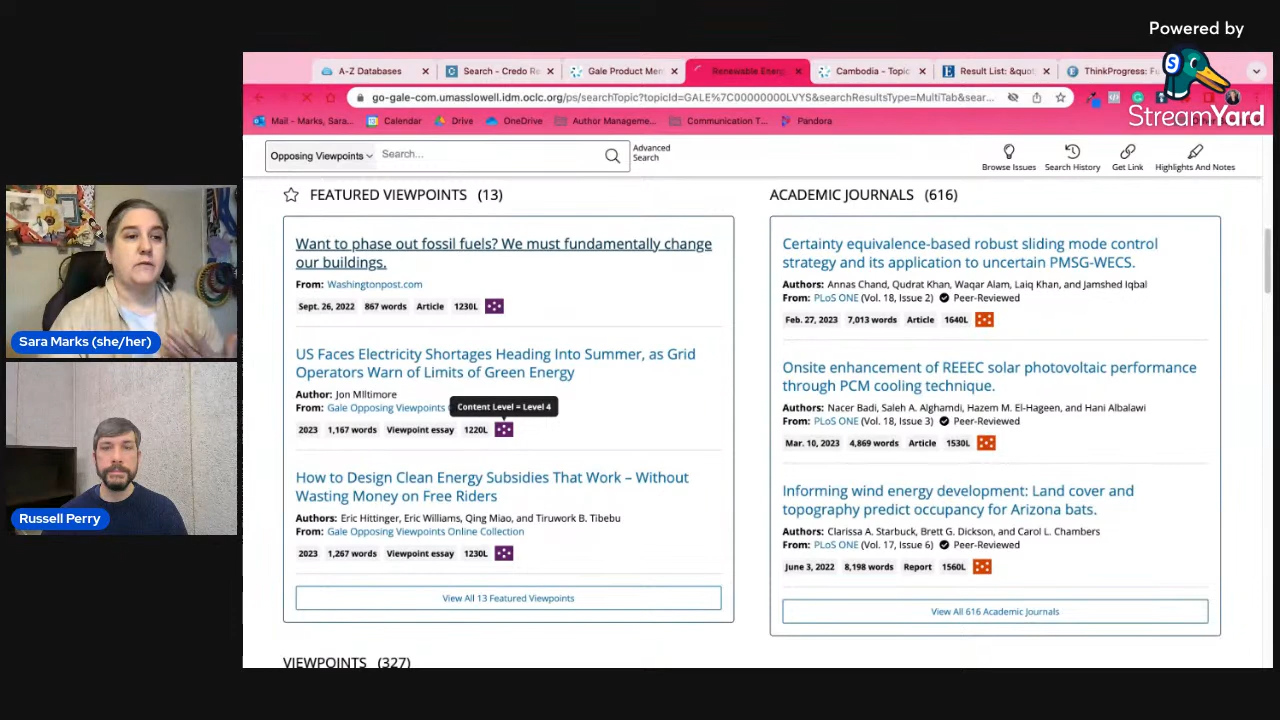 Powered by
StreamYard
A-Z Databases
Search - Credo Re
Gale Product Men
Renewable Energ
Cambodia - Topic
Result List: &quot
ThinkProgress: Fu
go-gale-com.umasslowell.idm.oclc.org/ps/searchTopic?topicId=GALE%7C00000000LVYS&searchResultsType=MultiTab&sear...
Mail - Marks, Sara...
Calendar
Drive
OneDrive
Author Manageme...
Communication T...
Pandora
Opposing Viewpoints
Search...
Advanced
Search
Browse Issues
Search History
Get Link
Highlights And Notes
FEATURED VIEWPOINTS (13)
Want to phase out fossil fuels? We must fundamentally change
our buildings.
From: Washingtonpost.com
Sept. 26, 2022 867 words Article 1230L
US Faces Electricity Shortages Heading Into Summer, as Grid
Operators Warn of Limits of Green Energy
Author: Jon Miltimore
From: Gale Opposing Viewpoints
Content Level = Level 4
2023 1,167 words Viewpoint essay 1220L
How to Design Clean Energy Subsidies That Work – Without
Wasting Money on Free Riders
Authors: Eric Hittinger, Eric Williams, Qing Miao, and Tiruwork B. Tibebu
From: Gale Opposing Viewpoints Online Collection
2023 1,267 words Viewpoint essay 1230L
View All 13 Featured Viewpoints
VIEWPOINTS (327)
ACADEMIC JOURNALS (616)
Certainty equivalence-based robust sliding mode control
strategy and its application to uncertain PMSG-WECS.
Authors: Annas Chand, Qudrat Khan, Waqar Alam, Laiq Khan, and Jamshed Iqbal
From: PLoS ONE (Vol. 18, Issue 2) Peer-Reviewed
Feb. 27, 2023 7,013 words Article 1640L
Onsite enhancement of REEEC solar photovoltaic performance
through PCM cooling technique.
Authors: Nacer Badi, Saleh A. Alghamdi, Hazem M. El-Hageen, and Hani Albalawi
From: PLoS ONE (Vol. 18, Issue 3) Peer-Reviewed
Mar. 10, 2023 4,869 words Article 1530L
Informing wind energy development: Land cover and
topography predict occupancy for Arizona bats.
Authors: Clarissa A. Starbuck, Brett G. Dickson, and Carol L. Chambers
From: PLoS ONE (Vol. 17, Issue 6) Peer-Reviewed
June 3, 2022 8,198 words Report 1560L
View All 616 Academic Journals
Sara Marks (she/her)
Russell Perry